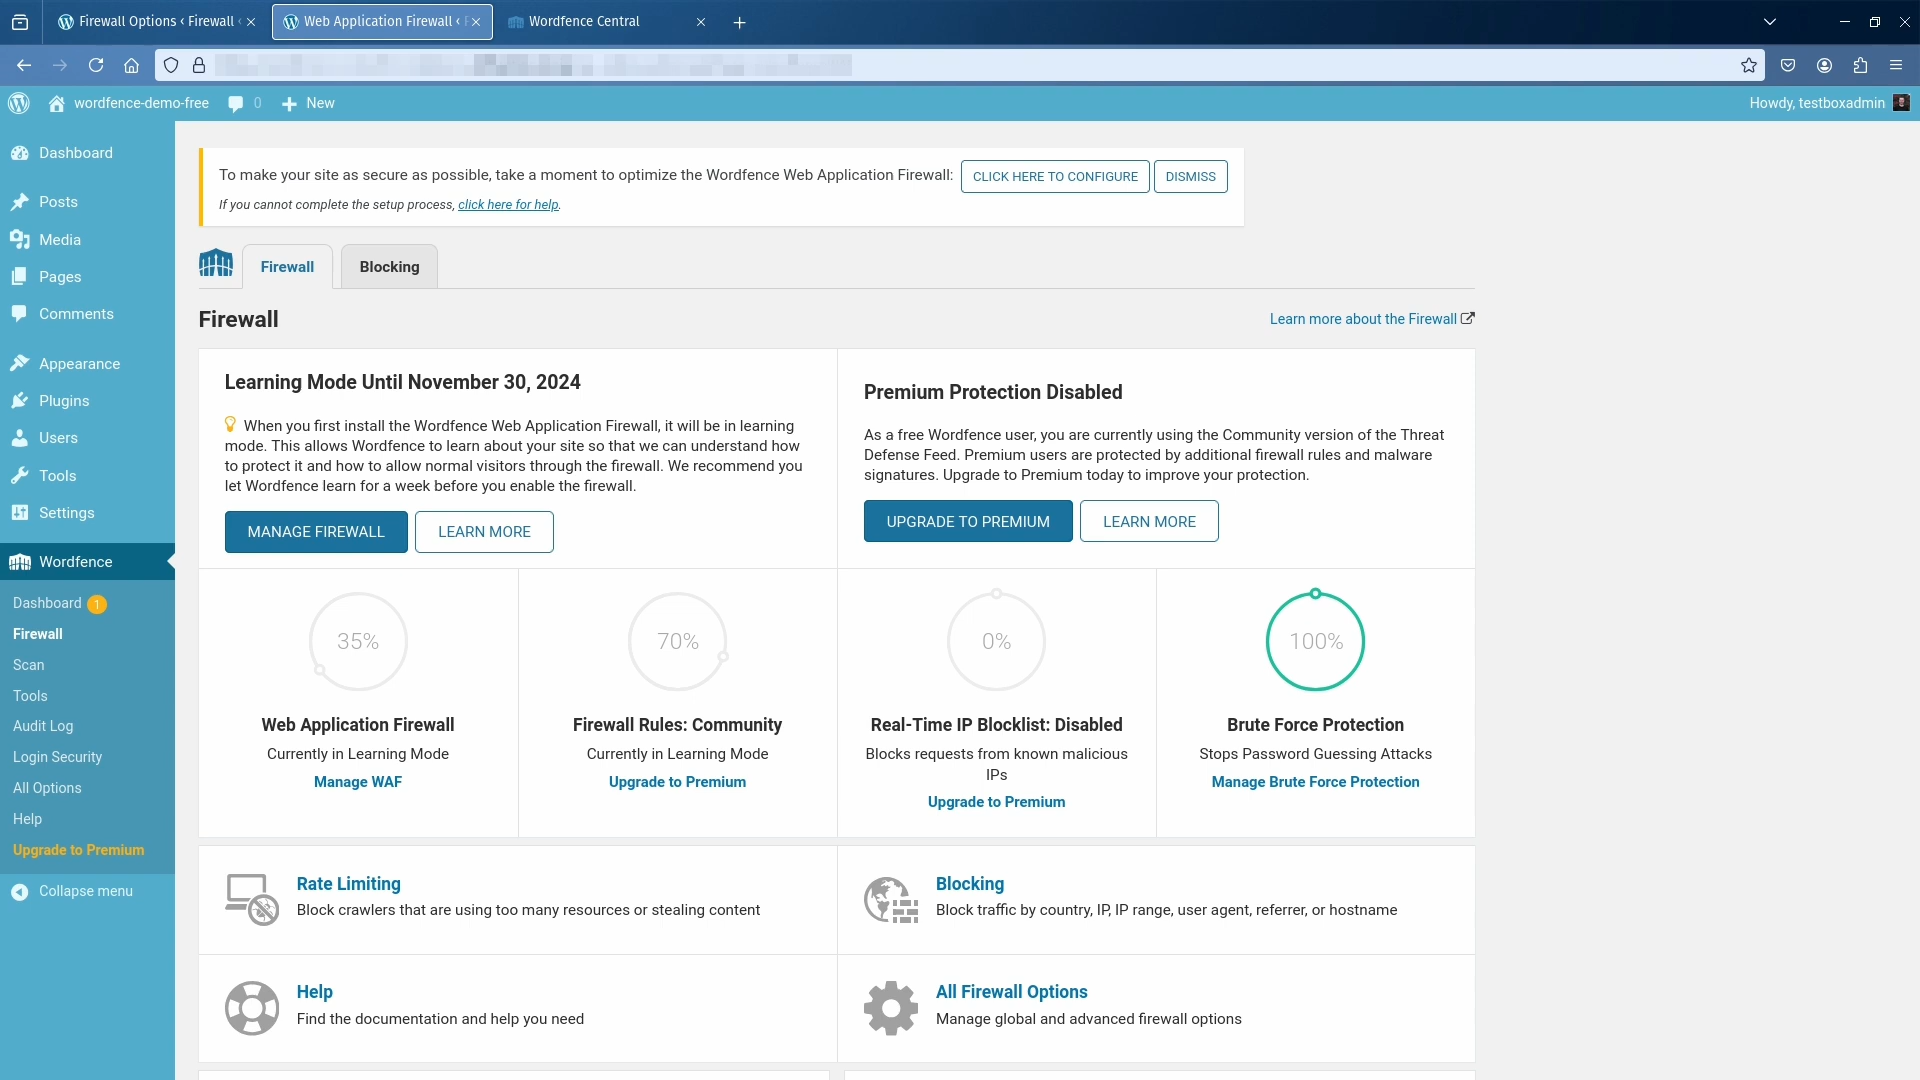 Firewall Options ‹ Firewall ‹
Web Application Firewall ‹
Wordfence Central
wordfence-demo-free
0
New
Howdy, testboxadmin
Dashboard
Posts
Media
Pages
Comments
Appearance
Plugins
Users
Tools
Settings
Wordfence
Dashboard 1
Firewall
Scan
Tools
Audit Log
Login Security
All Options
Help
Upgrade to Premium
Collapse menu
To make your site as secure as possible, take a moment to optimize the Wordfence Web Application Firewall: CLICK HERE TO CONFIGURE DISMISS
If you cannot complete the setup process, click here for help.
Firewall
Blocking
Firewall
Learn more about the Firewall
Learning Mode Until November 30, 2024
When you first install the Wordfence Web Application Firewall, it will be in learning
mode. This allows Wordfence to learn about your site so that we can understand how
to protect it and how to allow normal visitors through the firewall. We recommend you
let Wordfence learn for a week before you enable the firewall.
MANAGE FIREWALL
LEARN MORE
Premium Protection Disabled
As a free Wordfence user, you are currently using the Community version of the Threat
Defense Feed. Premium users are protected by additional firewall rules and malware
signatures. Upgrade to Premium today to improve your protection.
UPGRADE TO PREMIUM
LEARN MORE
35%
Web Application Firewall
Currently in Learning Mode
Manage WAF
70%
Firewall Rules: Community
Currently in Learning Mode
Upgrade to Premium
0%
Real-Time IP Blocklist: Disabled
Blocks requests from known malicious
IPs
Upgrade to Premium
100%
Brute Force Protection
Stops Password Guessing Attacks
Manage Brute Force Protection
Rate Limiting
Block crawlers that are using too many resources or stealing content
Blocking
Block traffic by country, IP, IP range, user agent, referrer, or hostname
Help
Find the documentation and help you need
All Firewall Options
Manage global and advanced firewall options